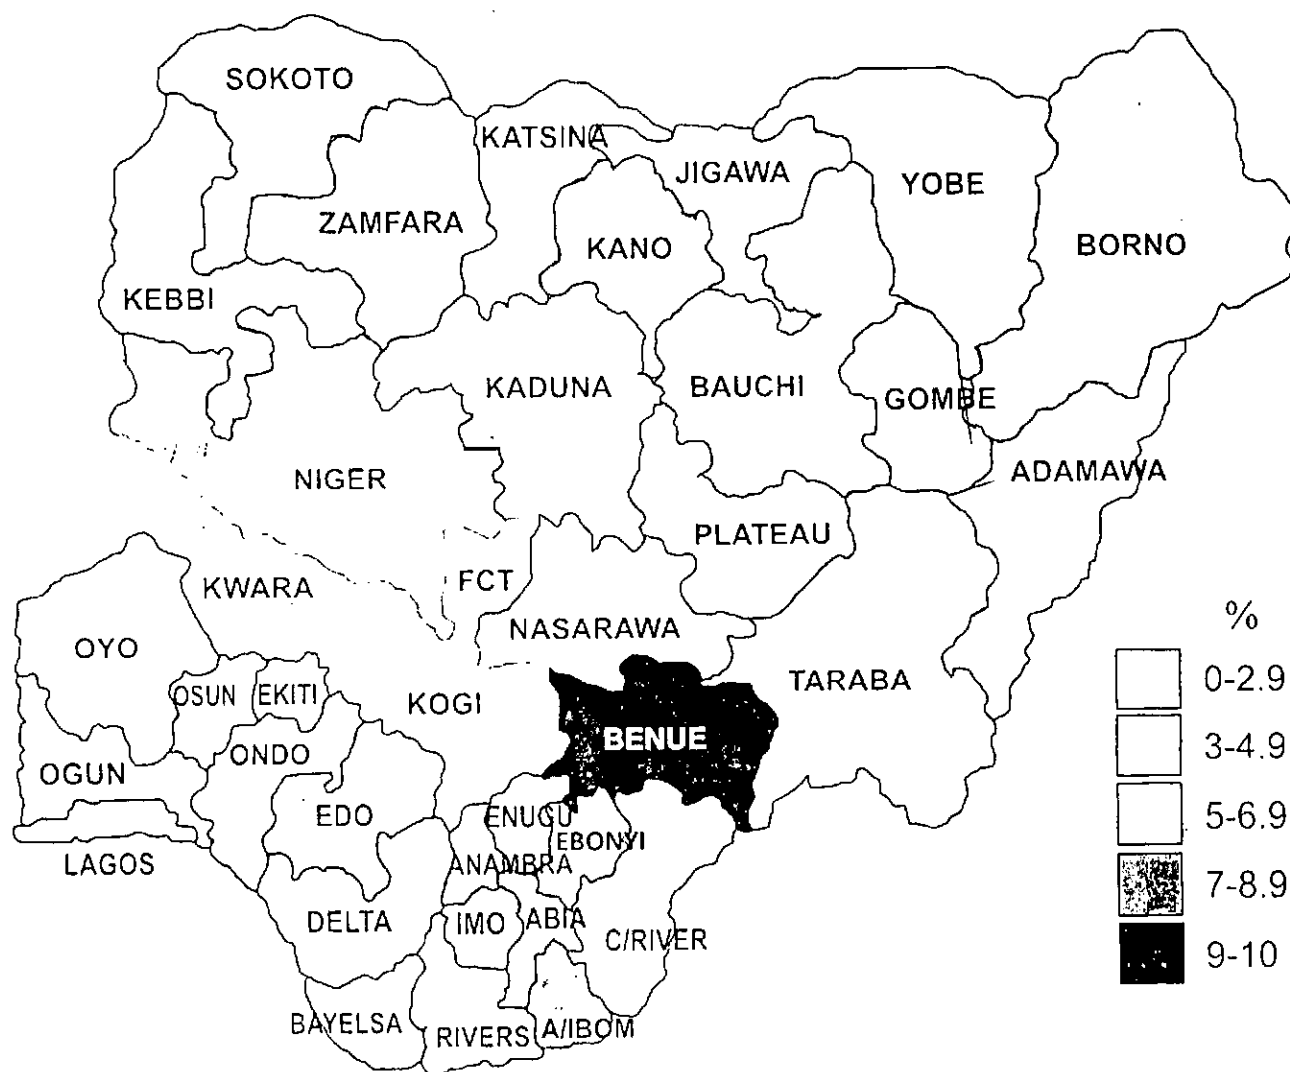 SOKOTO
KATSINA
JIGAWA
YOBE
ZAMFARA
KANO
BORNO
KEBBI
KADUNA
BAUCHI
GOMBE
NIGER
ADAMAWA
PLATEAU
FCT
KWARA
NASARAWA
OYO
TARABA
OSUN
EKITI
KOGI
BENUE
ONDO
OGUN
EDO
ENUGU
EBONYI
LAGOS
ANAMBRA
DELTA
IMO
ABIA
C/RIVER
BAYELSA
RIVERS
A/IBOM
%
0-2.9
3-4.9
5-6.9
7-8.9
9-10